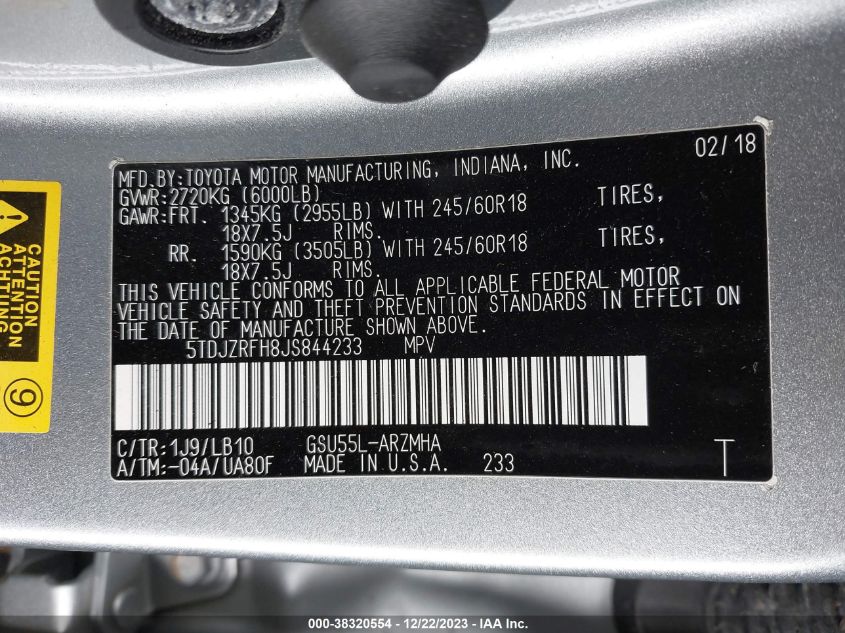 02/18
MFD.BY:TOYOTA MOTOR MANUFACTURING, INDIANA, INC.
GVWR:2720KG (6000LB)
GAWR:FRT. 1345KG (2955LB) WITH 245/60R18 TIRES,
18X7.5J RIMS.
RR. 1590KG (3505LB) WITH 245/60R18 TIRES,
18X7.5J RIMS.
THIS VEHICLE CONFORMS TO ALL APPLICABLE FEDERAL MOTOR
VEHICLE SAFETY AND THEFT PREVENTION STANDARDS IN EFFECT ON
THE DATE OF MANUFACTURE SHOWN ABOVE.
5TDJZRFH8JS844233 MPV
C/TR:1J9/LB10 GSU55L-ARZMHA
A/TM:-04A/UA80F MADE IN U.S.A. 233 T
CAUTION
ATTENTION
ACHTUNG
9
000-38320554 - 12/22/2023 - IAA Inc.